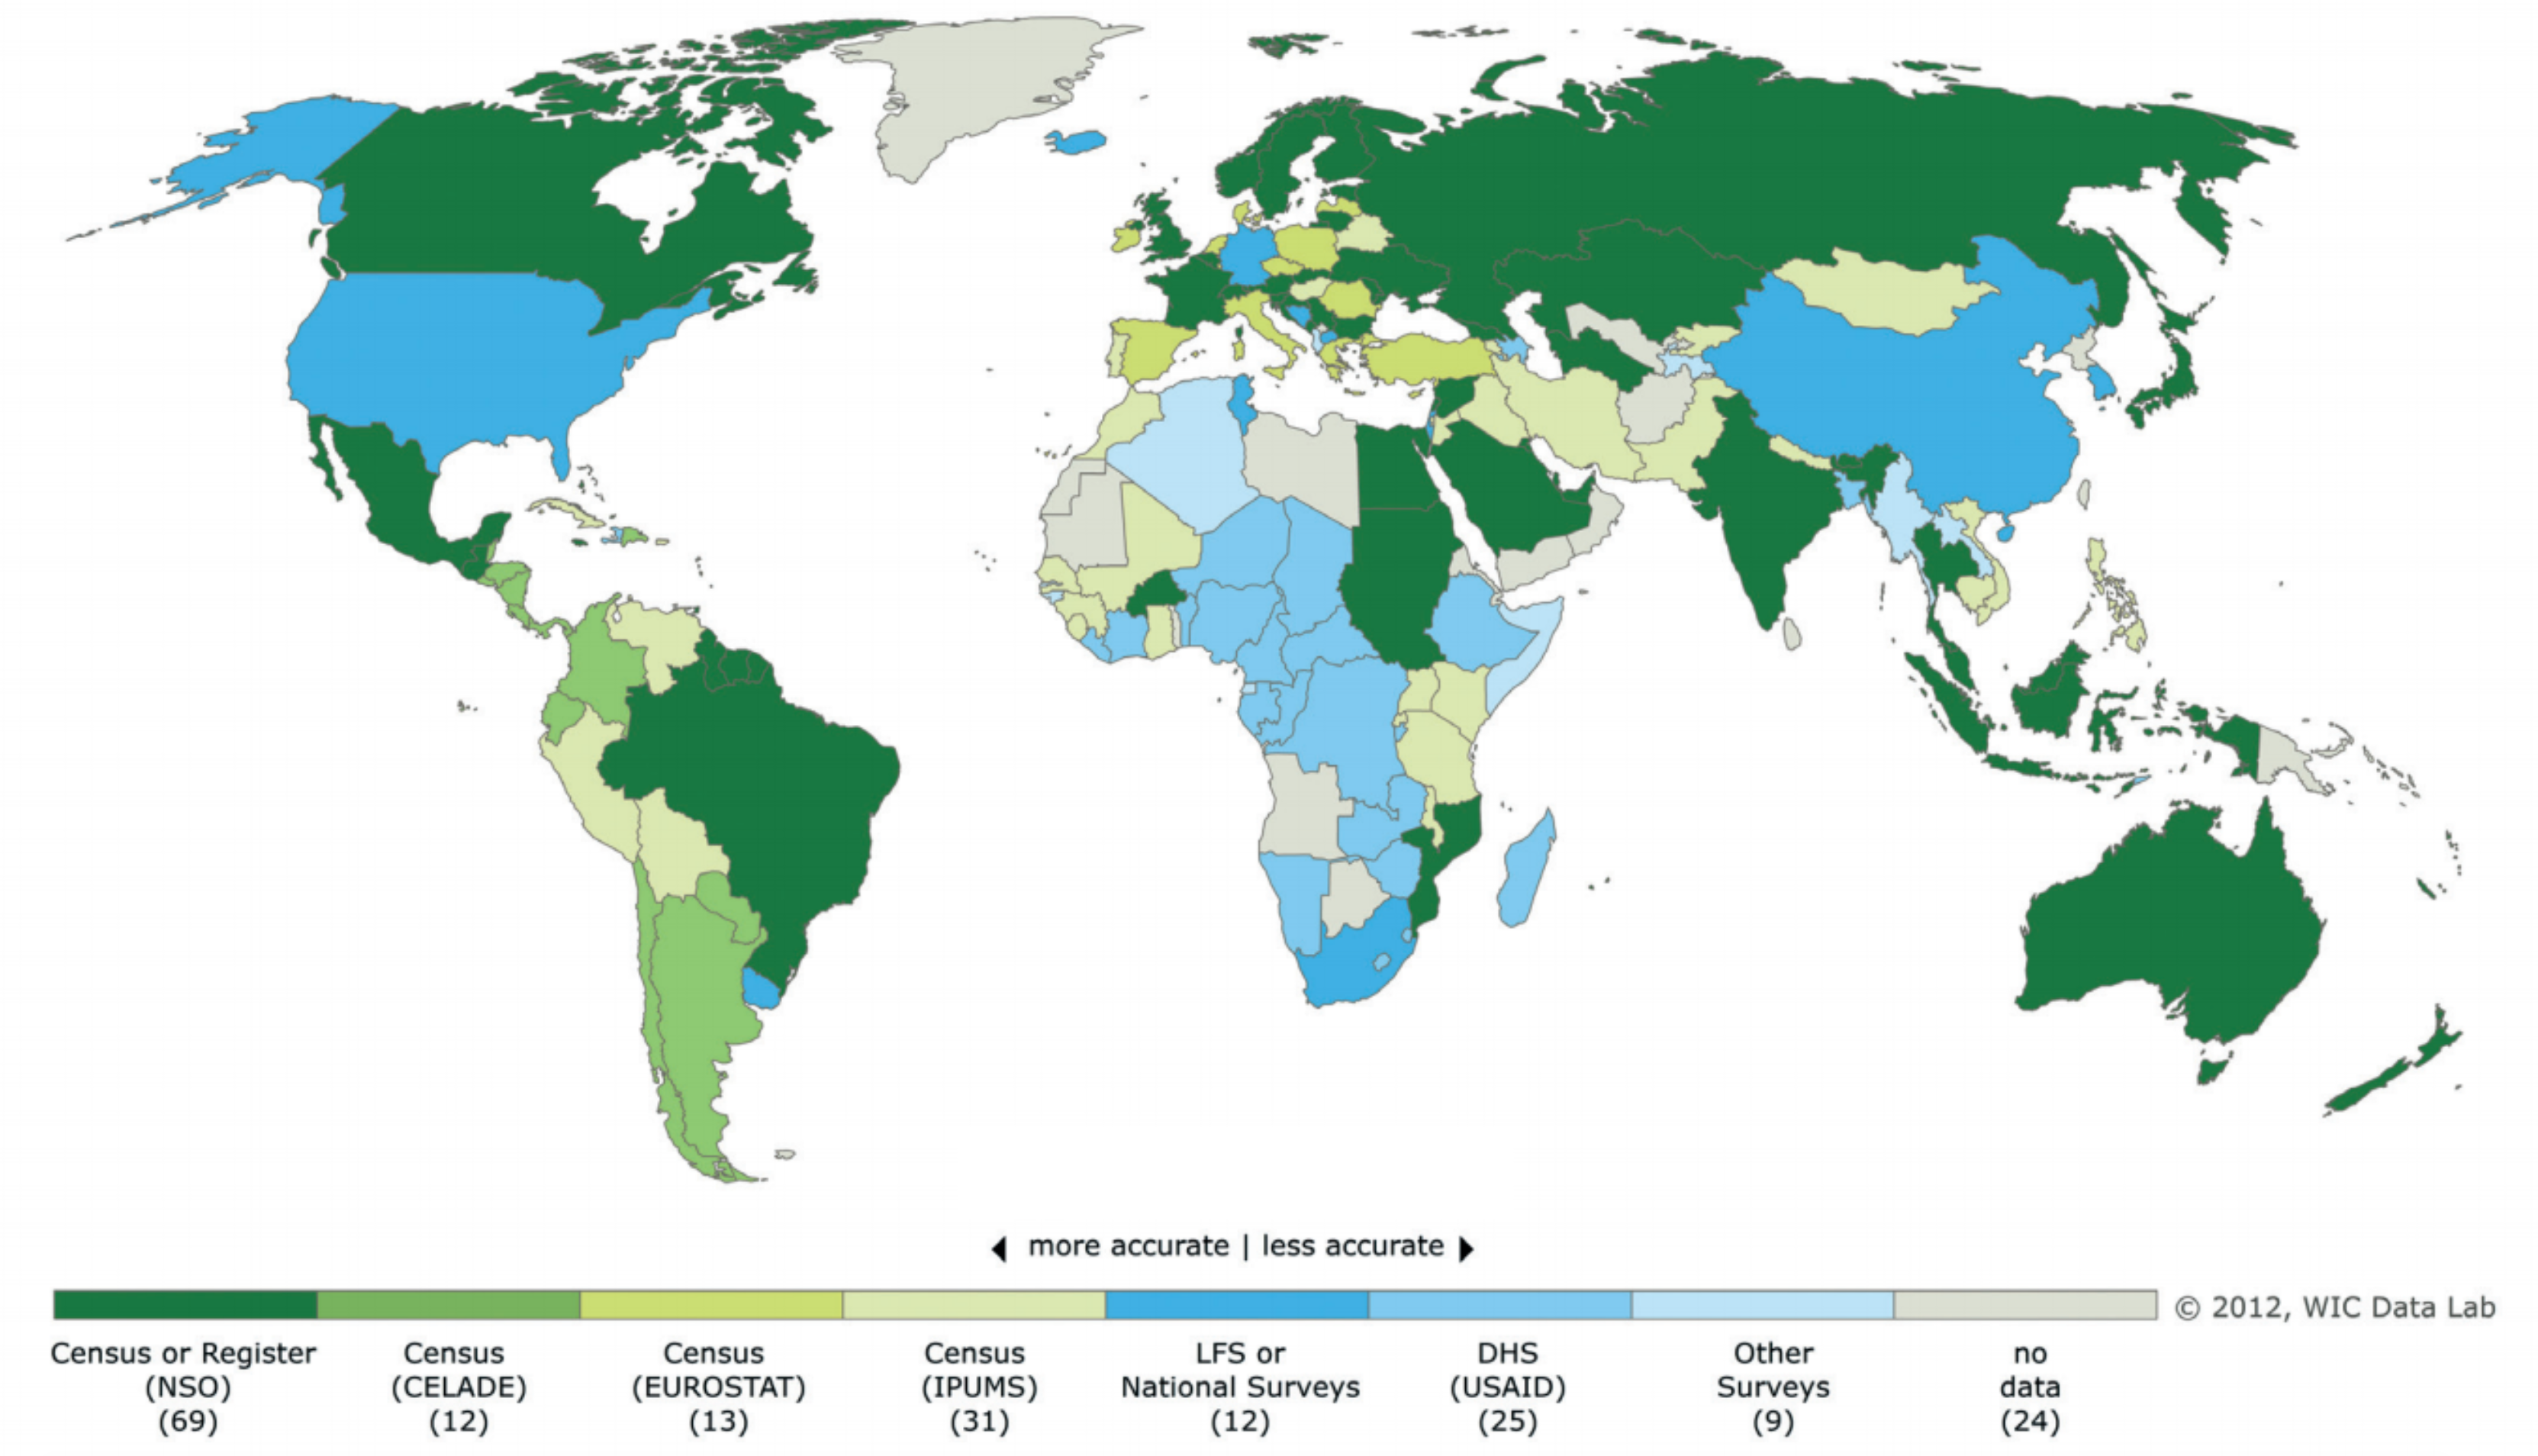 ◀ more accurate | less accurate ▶
© 2012, WIC Data Lab
Census or Register
(NSO)
(69)
Census
(CELADE)
(12)
Census
(EUROSTAT)
(13)
Census
(IPUMS)
(31)
LFS or
National Surveys
(12)
DHS
(USAID)
(25)
Other
Surveys
(9)
no
data
(24)